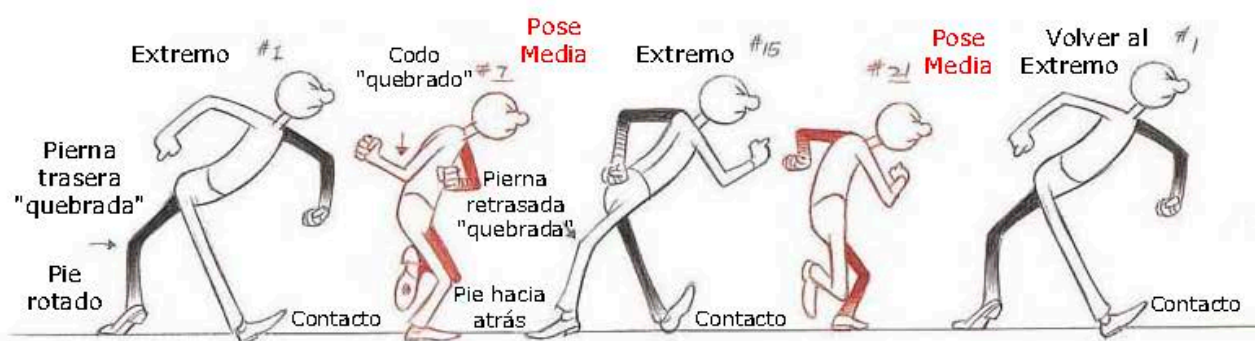 Extremo #1
Codo
"quebrado" #7
Pose
Media
Extremo #15
Pose
Media
#21
Volver al
Extremo #1
Pierna
trasera
"quebrada"
Pie
rotado
Contacto
Pierna
retrasada
"quebrada"
Pie hacia
atrás
Contacto
Contacto